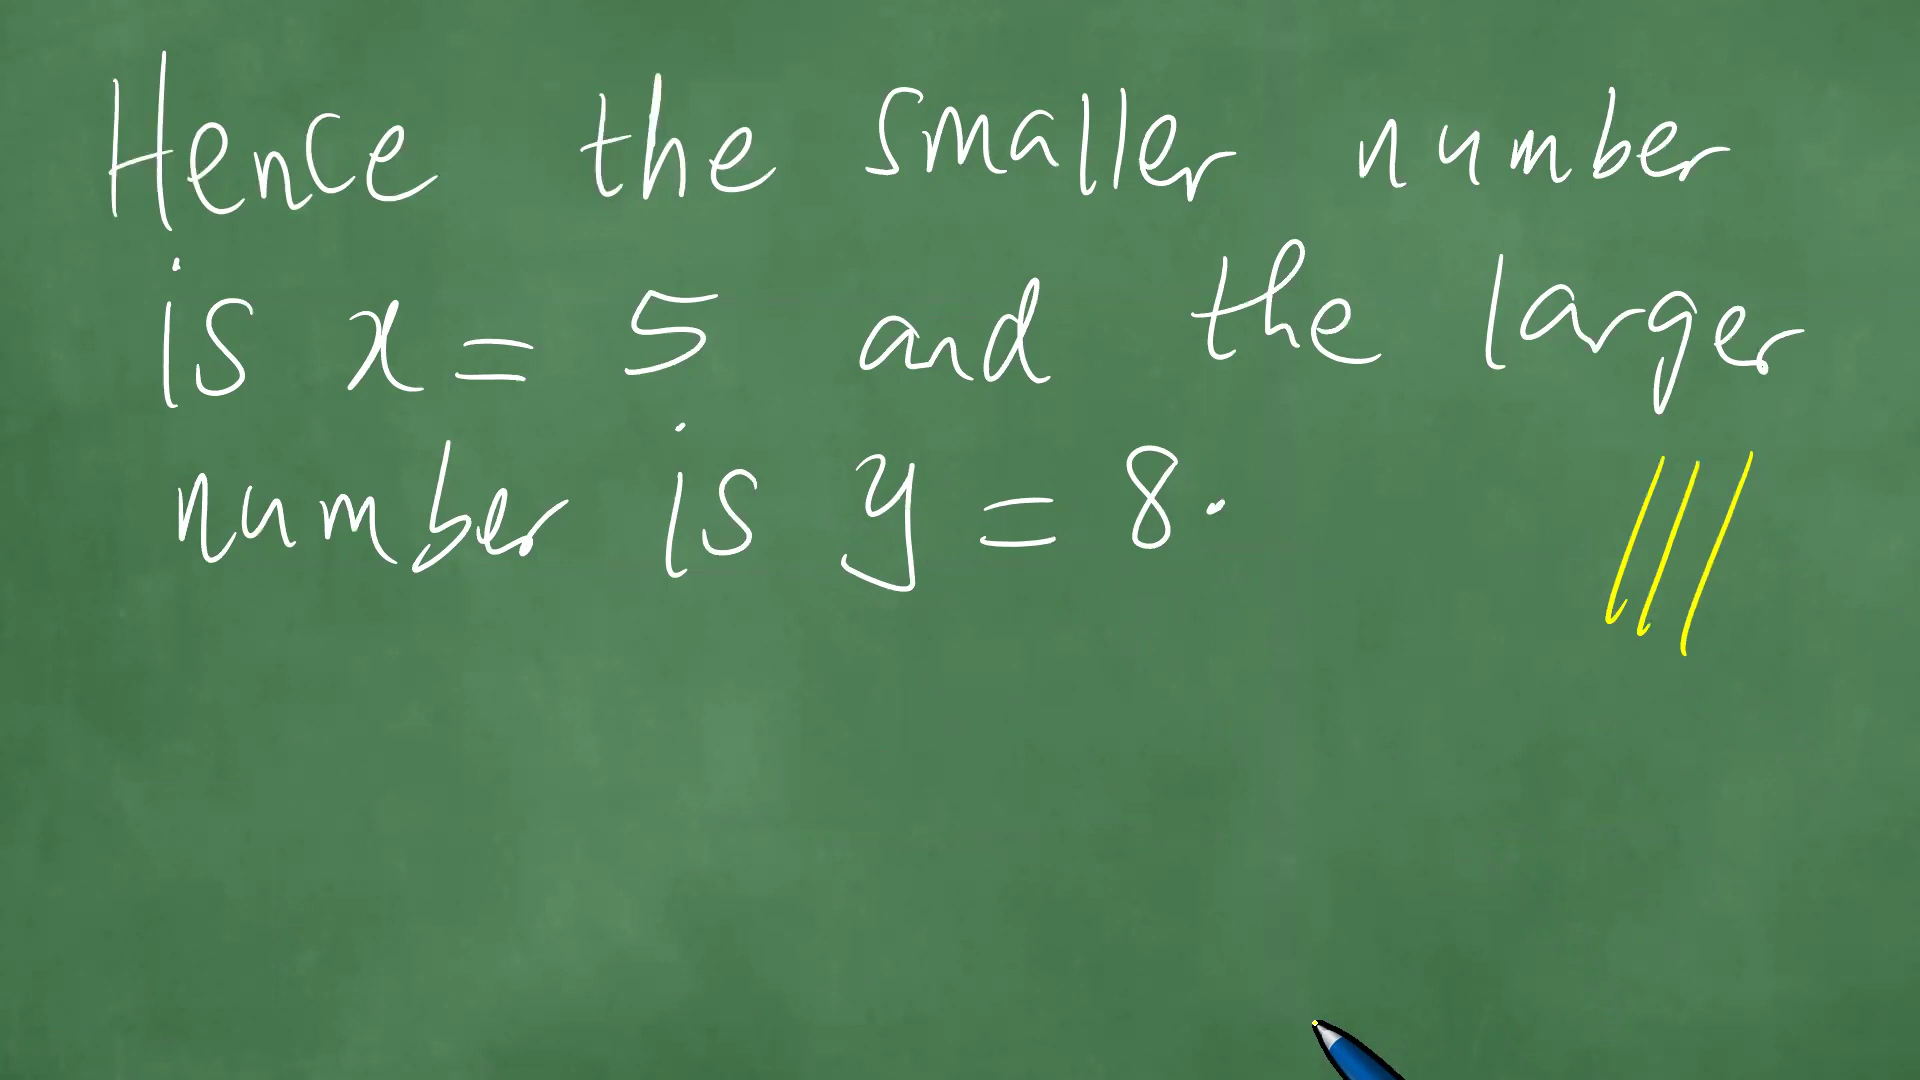 Hence the smaller number
is x = 5 and the larger
number is y = 8.